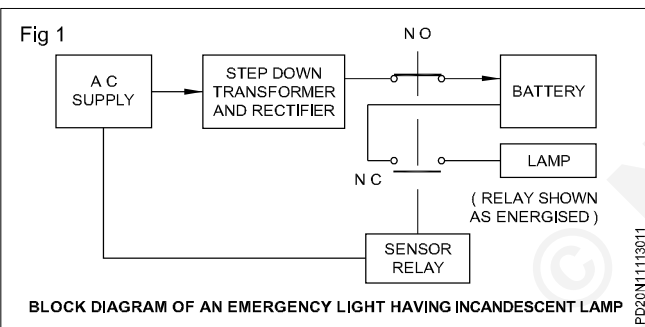 Fig 1
N O
A C
SUPPLY
STEP DOWN
TRANSFORMER
AND RECTIFIER
BATTERY
N C
LAMP
( RELAY SHOWN
AS ENERGISED )
SENSOR
RELAY
BLOCK DIAGRAM OF AN EMERGENCY LIGHT HAVING INCANDESCENT LAMP
PD20N11113011